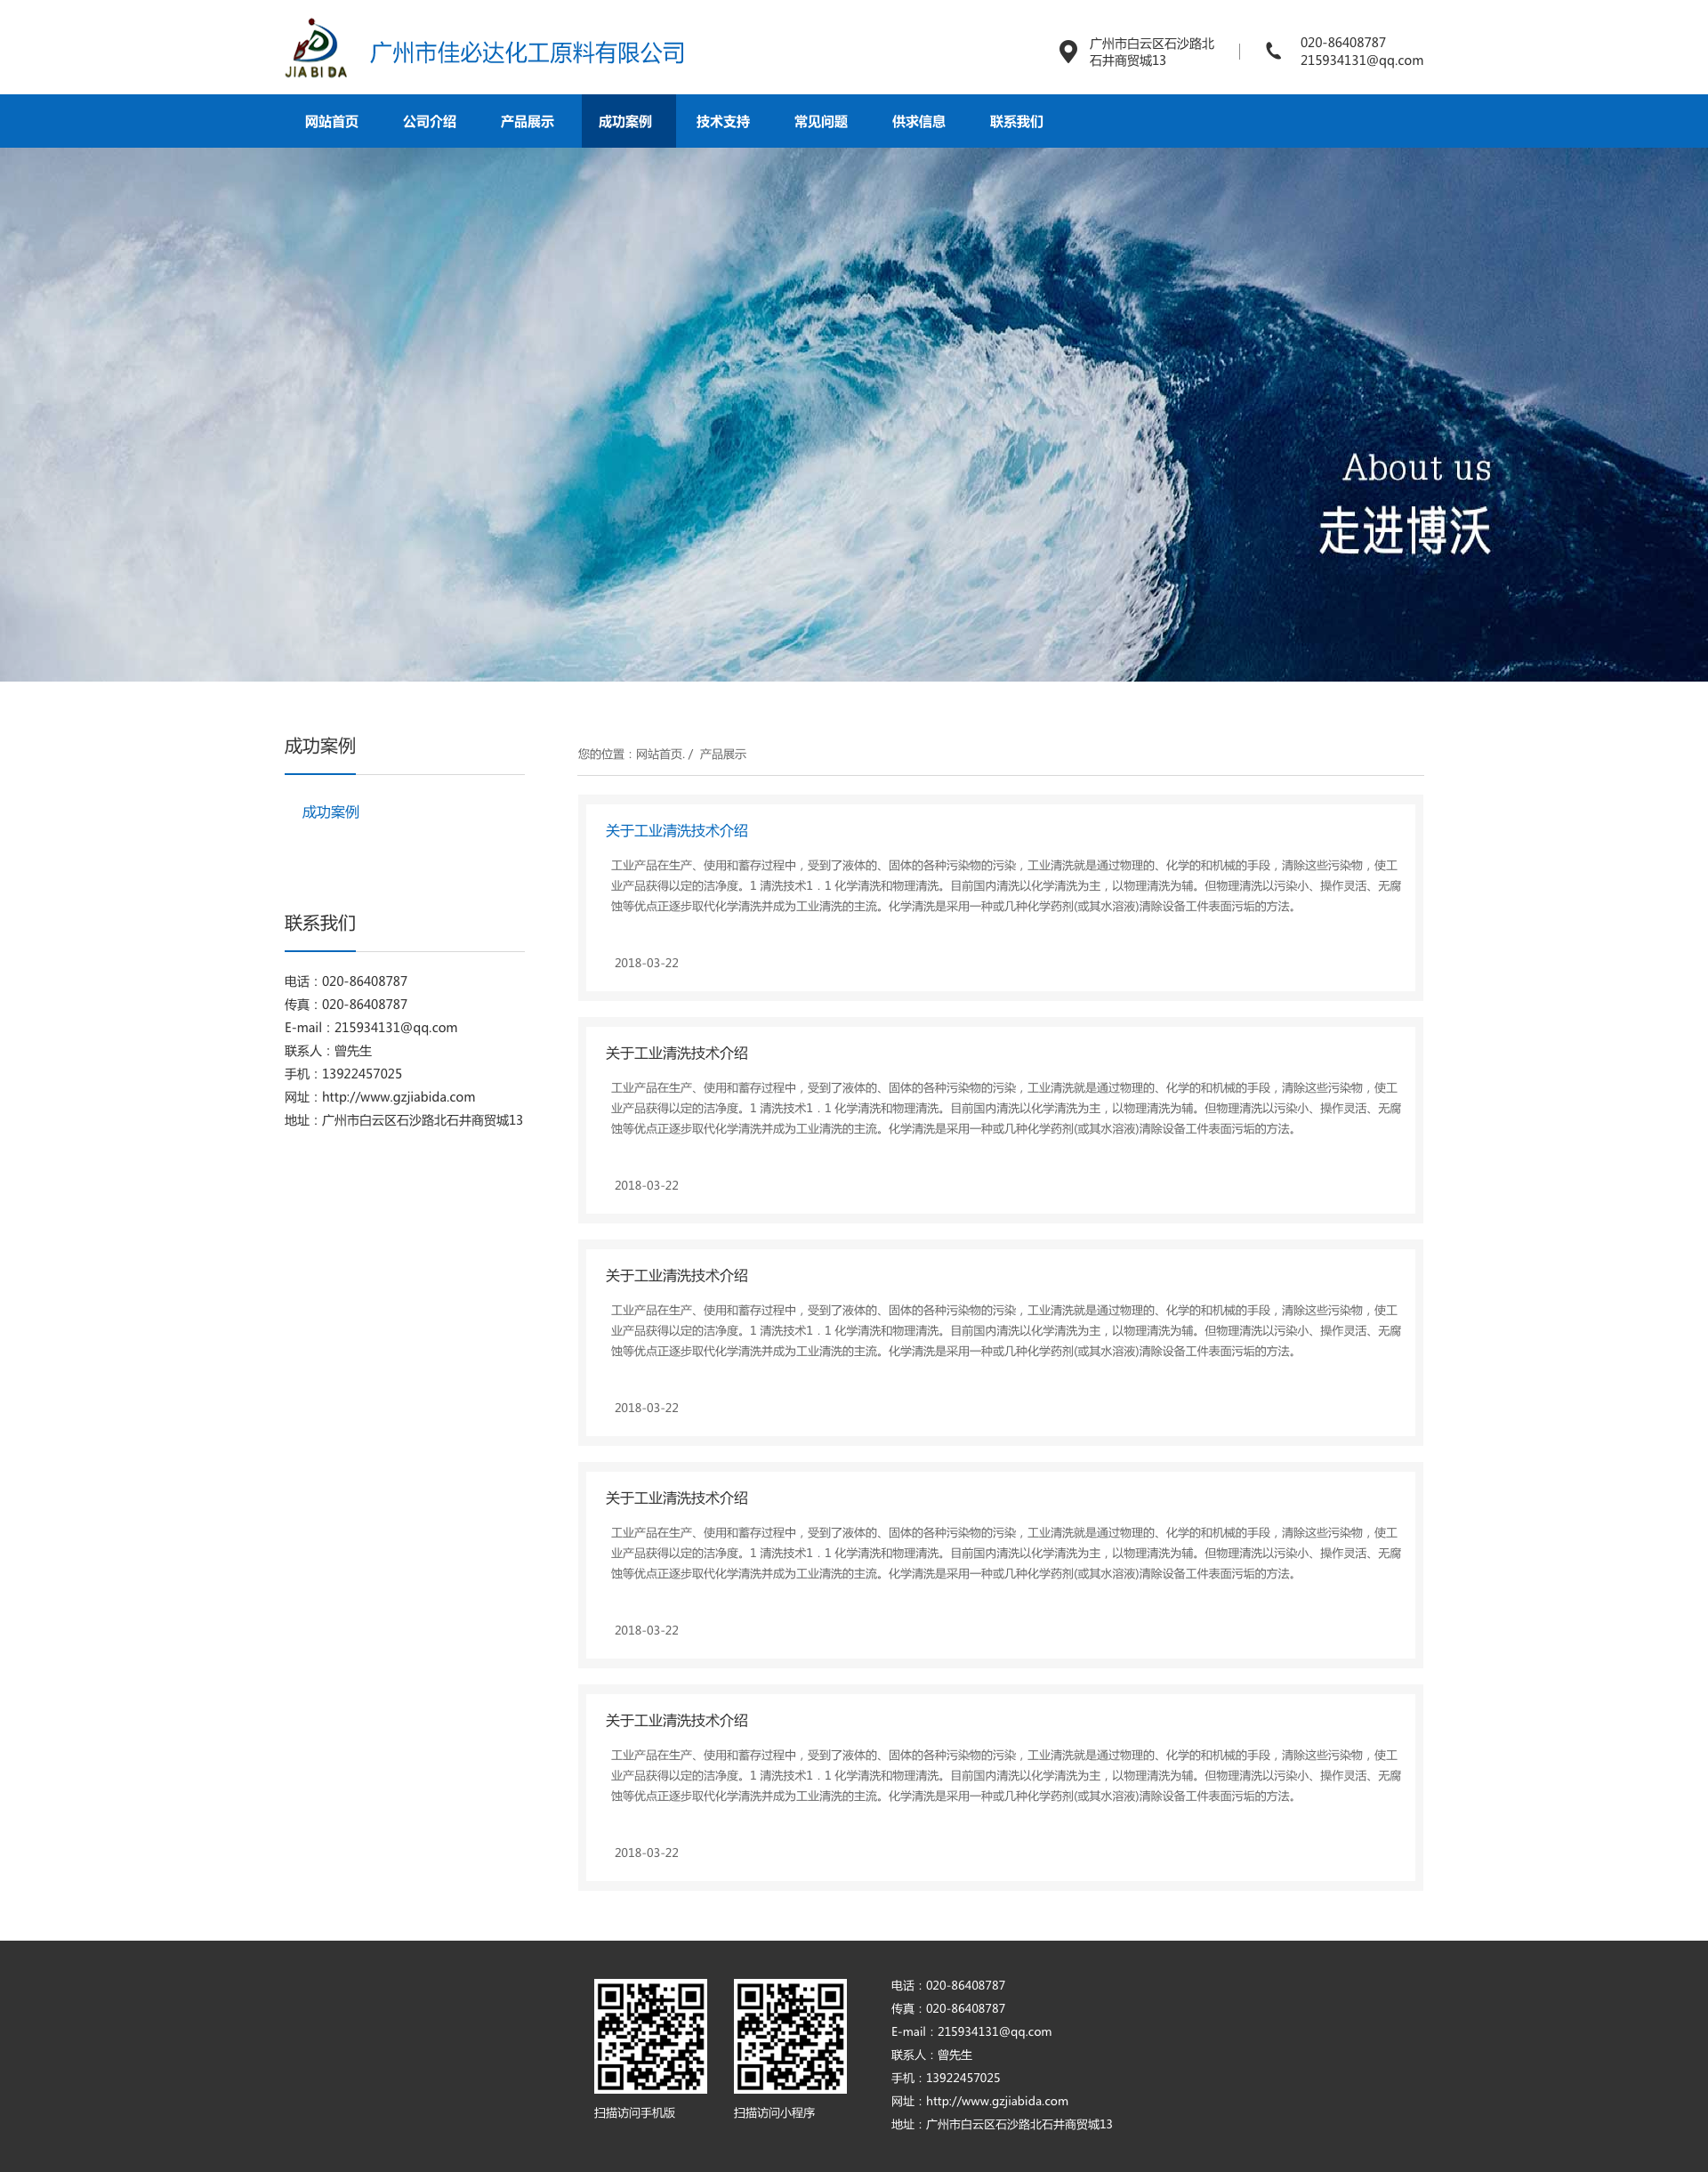 JIABIDA
广州市佳必达化工原料有限公司
广州市白云区石沙路北
石井商贸城13
020-86408787
215934131@qq.com
网站首页 公司介绍 产品展示 成功案例 技术支持 常见问题 供求信息 联系我们
About us
走进博沃
成功案例
成功案例
联系我们
电话：020-86408787
传真：020-86408787
E-mail：215934131@qq.com
联系人：曾先生
手机：13922457025
网址：http://www.gzjiabida.com
地址：广州市白云区石沙路北石井商贸城13
您的位置：网站首页. / 产品展示
关于工业清洗技术介绍
工业产品在生产、使用和蓄存过程中，受到了液体的、固体的各种污染物的污染，工业清洗就是通过物理的、化学的和机械的手段，清除这些污染物，使工
业产品获得以定的洁净度。1 清洗技术1．1 化学清洗和物理清洗。目前国内清洗以化学清洗为主，以物理清洗为辅。但物理清洗以污染小、操作灵活、无腐
蚀等优点正逐步取代化学清洗并成为工业清洗的主流。化学清洗是采用一种或几种化学药剂(或其水溶液)清除设备工件表面污垢的方法。
2018-03-22
关于工业清洗技术介绍
工业产品在生产、使用和蓄存过程中，受到了液体的、固体的各种污染物的污染，工业清洗就是通过物理的、化学的和机械的手段，清除这些污染物，使工
业产品获得以定的洁净度。1 清洗技术1．1 化学清洗和物理清洗。目前国内清洗以化学清洗为主，以物理清洗为辅。但物理清洗以污染小、操作灵活、无腐
蚀等优点正逐步取代化学清洗并成为工业清洗的主流。化学清洗是采用一种或几种化学药剂(或其水溶液)清除设备工件表面污垢的方法。
2018-03-22
关于工业清洗技术介绍
工业产品在生产、使用和蓄存过程中，受到了液体的、固体的各种污染物的污染，工业清洗就是通过物理的、化学的和机械的手段，清除这些污染物，使工
业产品获得以定的洁净度。1 清洗技术1．1 化学清洗和物理清洗。目前国内清洗以化学清洗为主，以物理清洗为辅。但物理清洗以污染小、操作灵活、无腐
蚀等优点正逐步取代化学清洗并成为工业清洗的主流。化学清洗是采用一种或几种化学药剂(或其水溶液)清除设备工件表面污垢的方法。
2018-03-22
关于工业清洗技术介绍
工业产品在生产、使用和蓄存过程中，受到了液体的、固体的各种污染物的污染，工业清洗就是通过物理的、化学的和机械的手段，清除这些污染物，使工
业产品获得以定的洁净度。1 清洗技术1．1 化学清洗和物理清洗。目前国内清洗以化学清洗为主，以物理清洗为辅。但物理清洗以污染小、操作灵活、无腐
蚀等优点正逐步取代化学清洗并成为工业清洗的主流。化学清洗是采用一种或几种化学药剂(或其水溶液)清除设备工件表面污垢的方法。
2018-03-22
关于工业清洗技术介绍
工业产品在生产、使用和蓄存过程中，受到了液体的、固体的各种污染物的污染，工业清洗就是通过物理的、化学的和机械的手段，清除这些污染物，使工
业产品获得以定的洁净度。1 清洗技术1．1 化学清洗和物理清洗。目前国内清洗以化学清洗为主，以物理清洗为辅。但物理清洗以污染小、操作灵活、无腐
蚀等优点正逐步取代化学清洗并成为工业清洗的主流。化学清洗是采用一种或几种化学药剂(或其水溶液)清除设备工件表面污垢的方法。
2018-03-22
扫描访问手机版
扫描访问小程序
电话：020-86408787
传真：020-86408787
E-mail：215934131@qq.com
联系人：曾先生
手机：13922457025
网址：http://www.gzjiabida.com
地址：广州市白云区石沙路北石井商贸城13